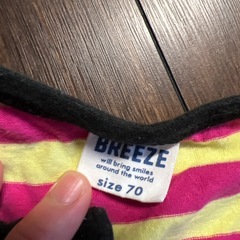 BREEZE
will bring smiles
around the world
size 70